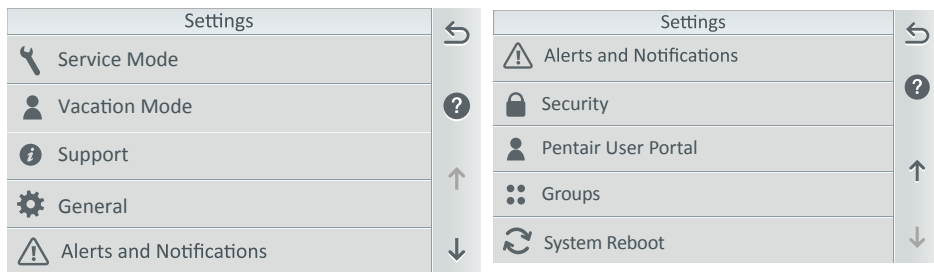 Settings
Service Mode
Vacation Mode
Support
General
Alerts and Notifications
Settings
Alerts and Notifications
Security
Pentair User Portal
Groups
System Reboot